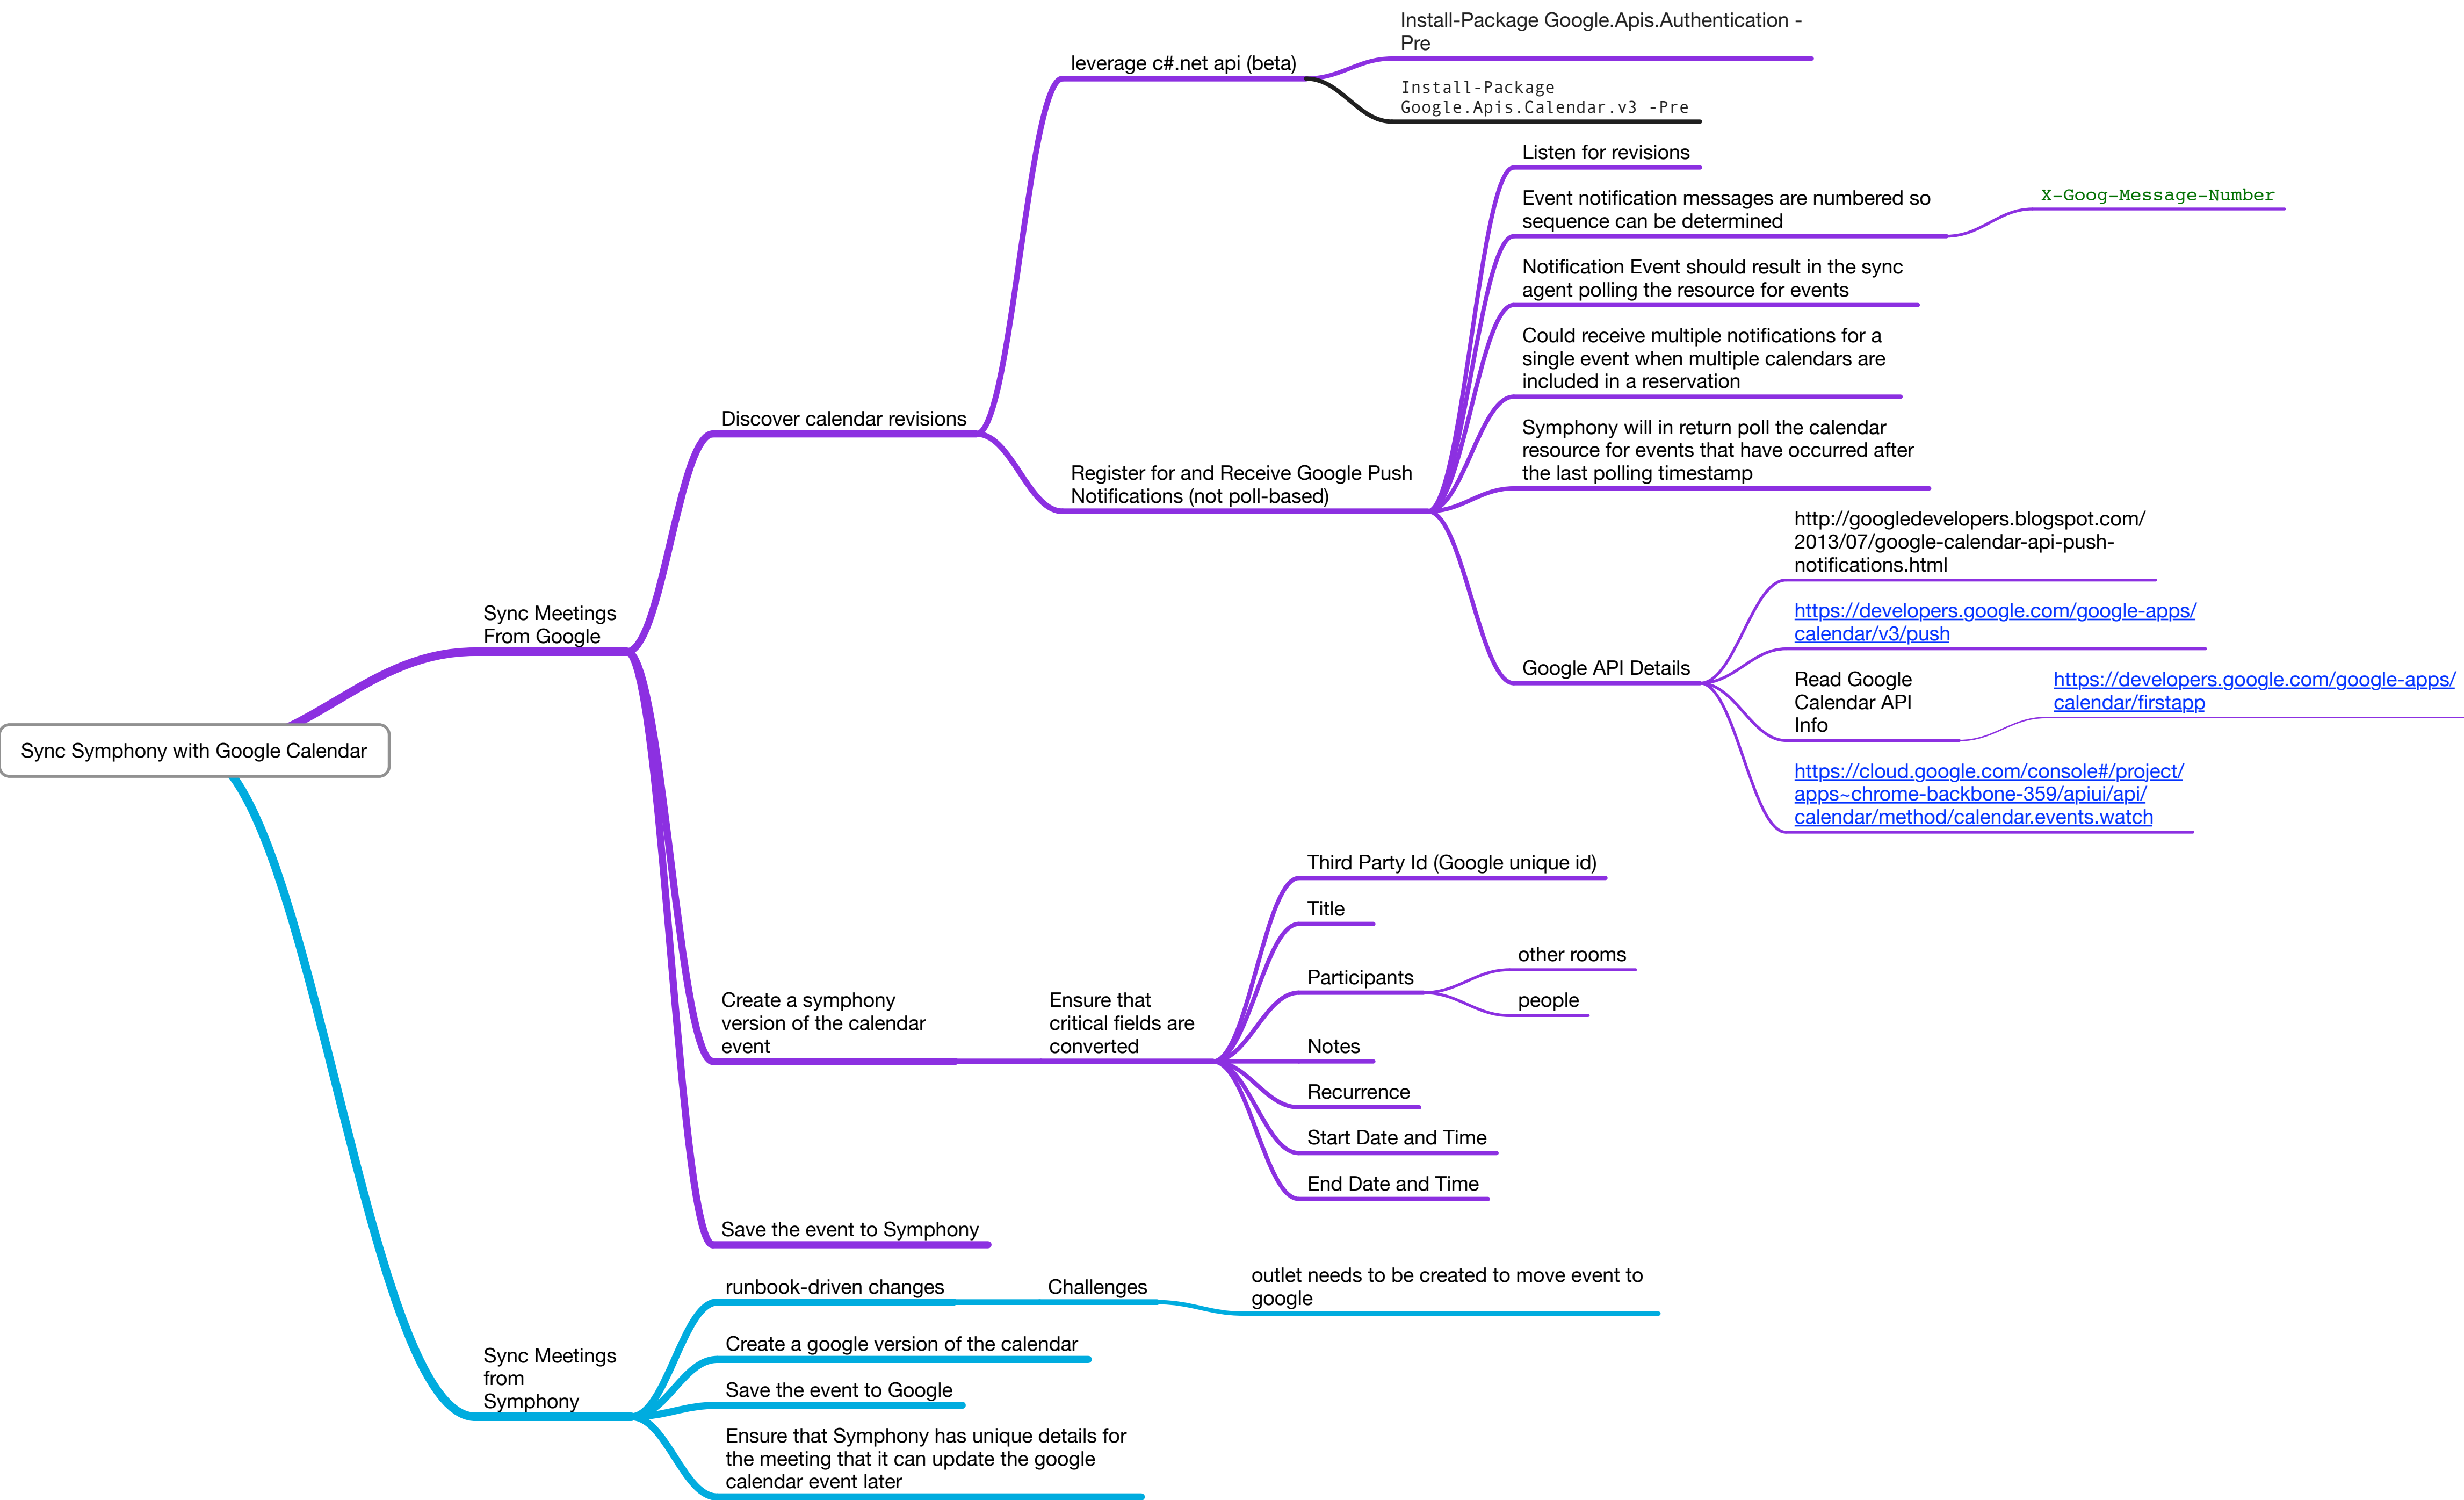 Install-Package Google.Apis.Authentication -
Pre
leverage c#.net api (beta)
Install-Package
Google.Apis.Calendar.v3 -Pre
Listen for revisions
Event notification messages are numbered so
sequence can be determined
X-Goog-Message-Number
Notification Event should result in the sync
agent polling the resource for events
Could receive multiple notifications for a
single event when multiple calendars are
included in a reservation
Discover calendar revisions
Symphony will in return poll the calendar
resource for events that have occurred after
the last polling timestamp
Register for and Receive Google Push
Notifications (not poll-based)
http://googledevelopers.blogspot.com/
2013/07/google-calendar-api-push-
notifications.html
https://developers.google.com/google-apps/
calendar/v3/push
Google API Details
Read Google
Calendar API
Info
https://developers.google.com/google-apps/
calendar/firstapp
https://cloud.google.com/console#/project/
apps~chrome-backbone-359/apiui/api/
calendar/method/calendar.events.watch
Sync Meetings
From Google
Sync Symphony with Google Calendar
Third Party Id (Google unique id)
Title
Participants
other rooms
people
Create a symphony
version of the calendar
event
Ensure that
critical fields are
converted
Notes
Recurrence
Start Date and Time
End Date and Time
Save the event to Symphony
runbook-driven changes
Challenges
outlet needs to be created to move event to
google
Create a google version of the calendar
Sync Meetings
from
Symphony
Save the event to Google
Ensure that Symphony has unique details for
the meeting that it can update the google
calendar event later